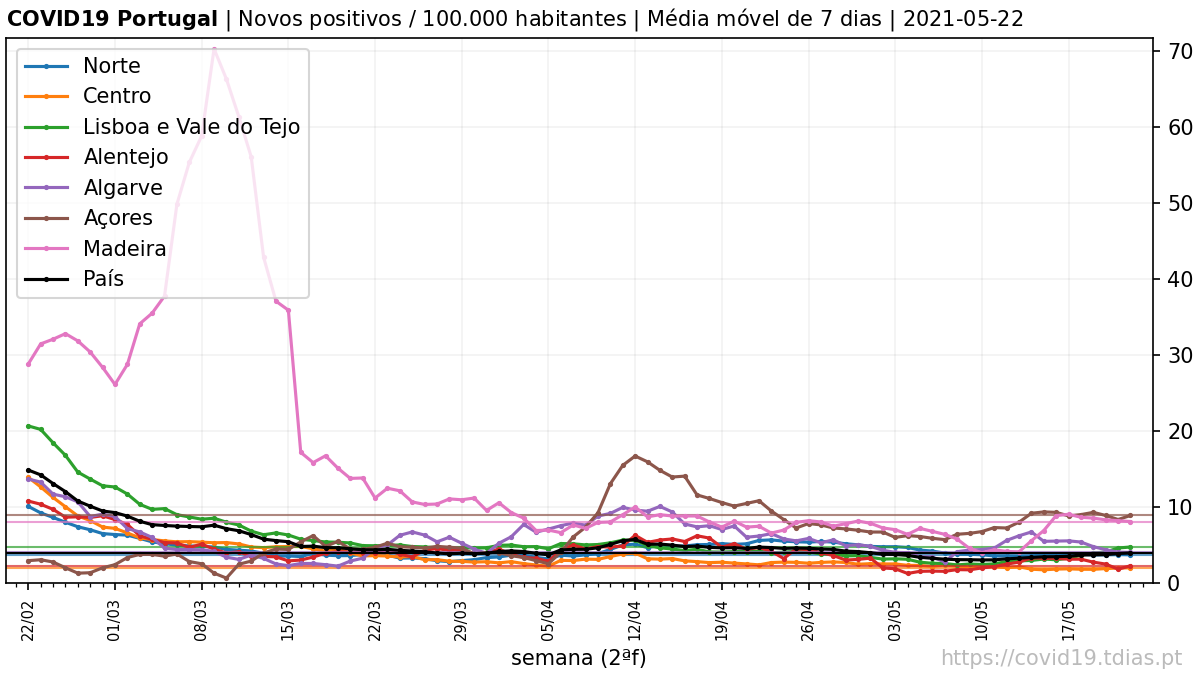 COVID19 Portugal | Novos positivos / 100.000 habitantes | Média móvel de 7 dias | 2021-05-22
Norte
Centro
Lisboa e Vale do Tejo
Alentejo
Algarve
Açores
Madeira
País
70
60
50
40
30
20
10
0
22/02 01/03 08/03 15/03 22/03 29/03 05/04 12/04 19/04 26/04 03/05 10/05 17/05
semana (2ªf)
https://covid19.tdias.pt